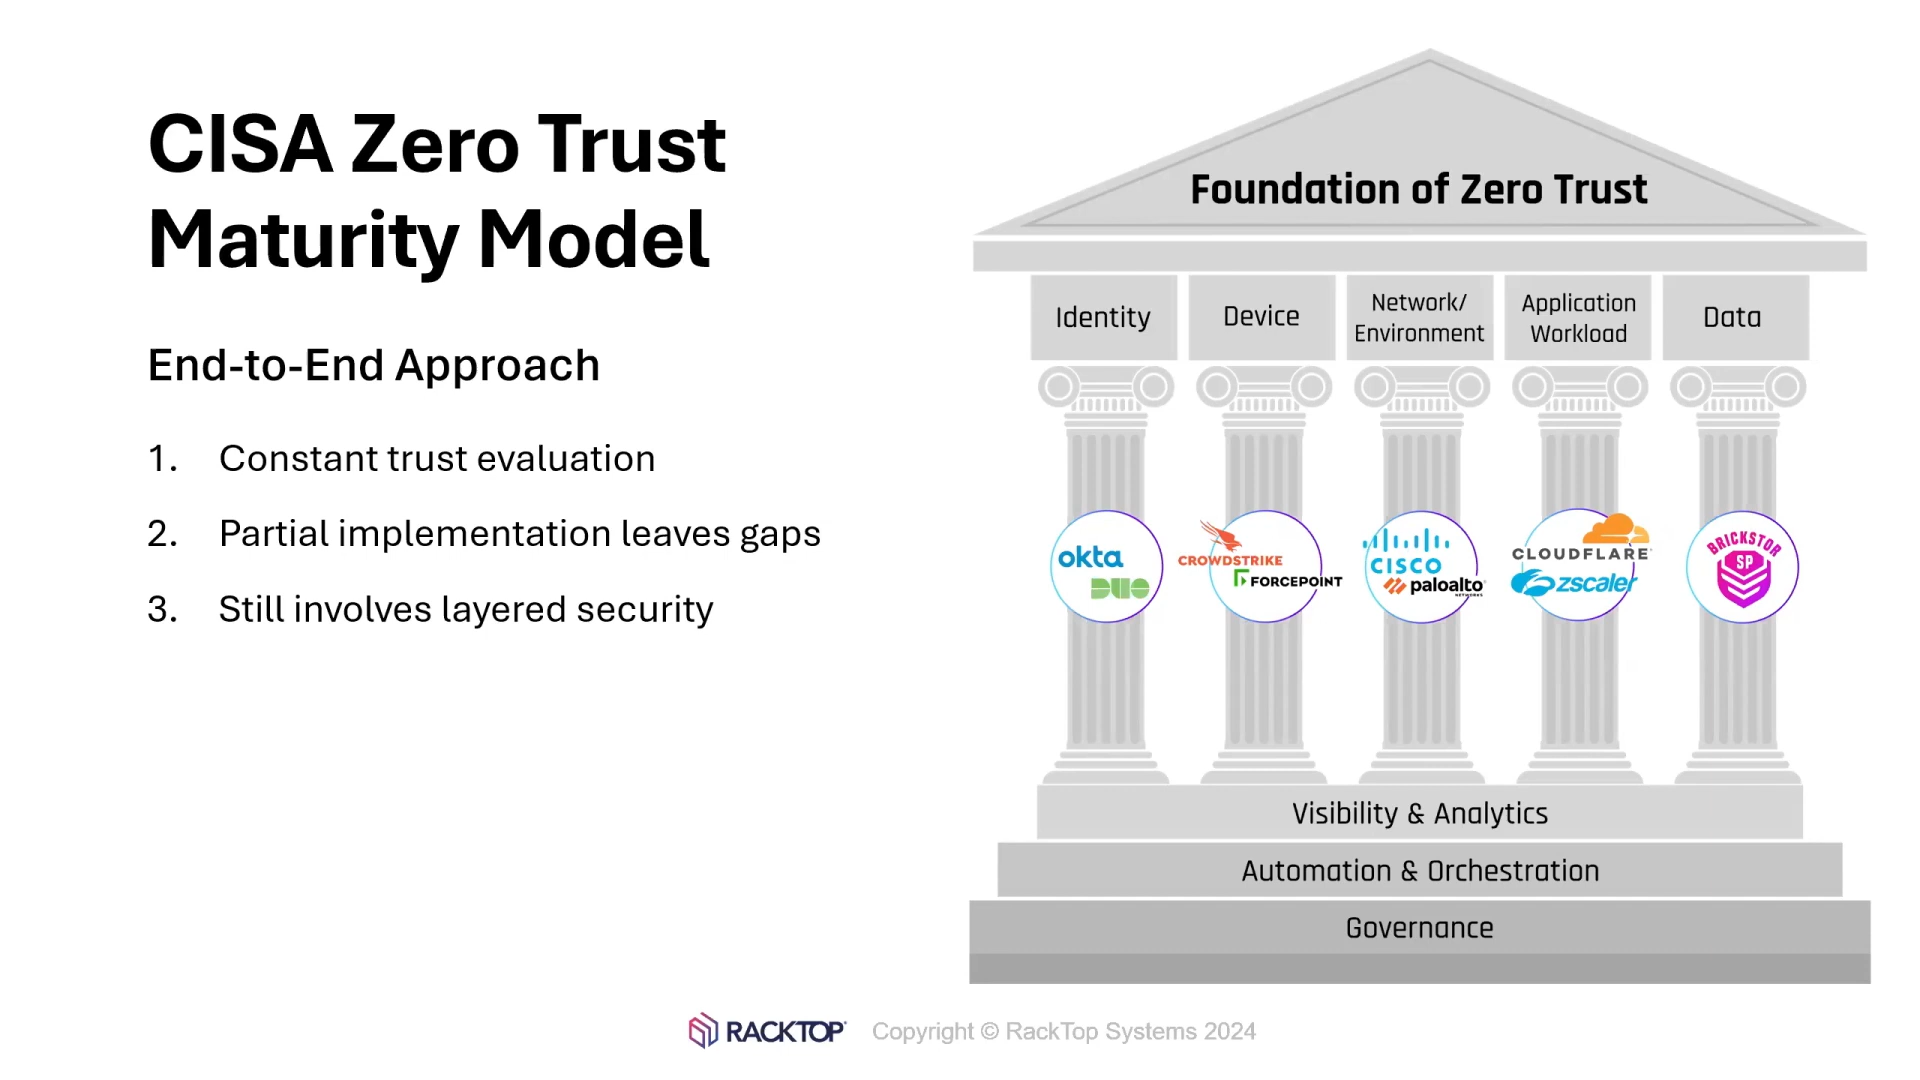 CISA Zero Trust
Maturity Model
End-to-End Approach
1. Constant trust evaluation
2. Partial implementation leaves gaps
3. Still involves layered security
Foundation of Zero Trust
Identity
Device
Network/
Environment
Application
Workload
Data
okta
DUO
CROWDSTRIKE
FORCEPOINT
CISCO
paloalto
NETWORKS
CLOUDFLARE
zscaler
BRICKSTOR
SP
Visibility & Analytics
Automation & Orchestration
Governance
RACKTOP
Copyright © RackTop Systems 2024